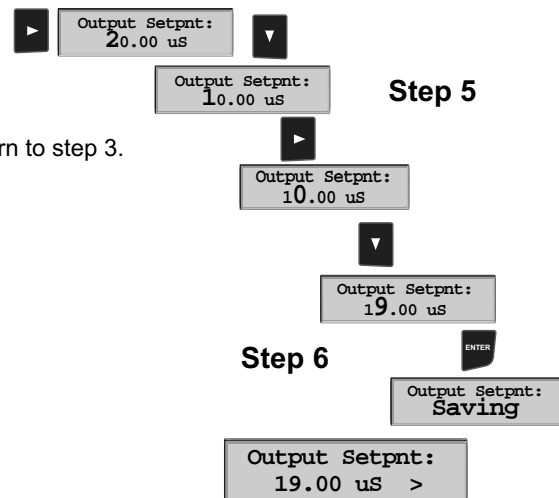 Output Setpnt:
20.00 uS
Output Setpnt:
10.00 uS
Step 5
rn to step 3.
Output Setpnt:
10.00 uS
Output Setpnt:
19.00 uS
Step 6
ENTER
Output Setpnt:
Saving
Output Setpnt:
19.00 uS >